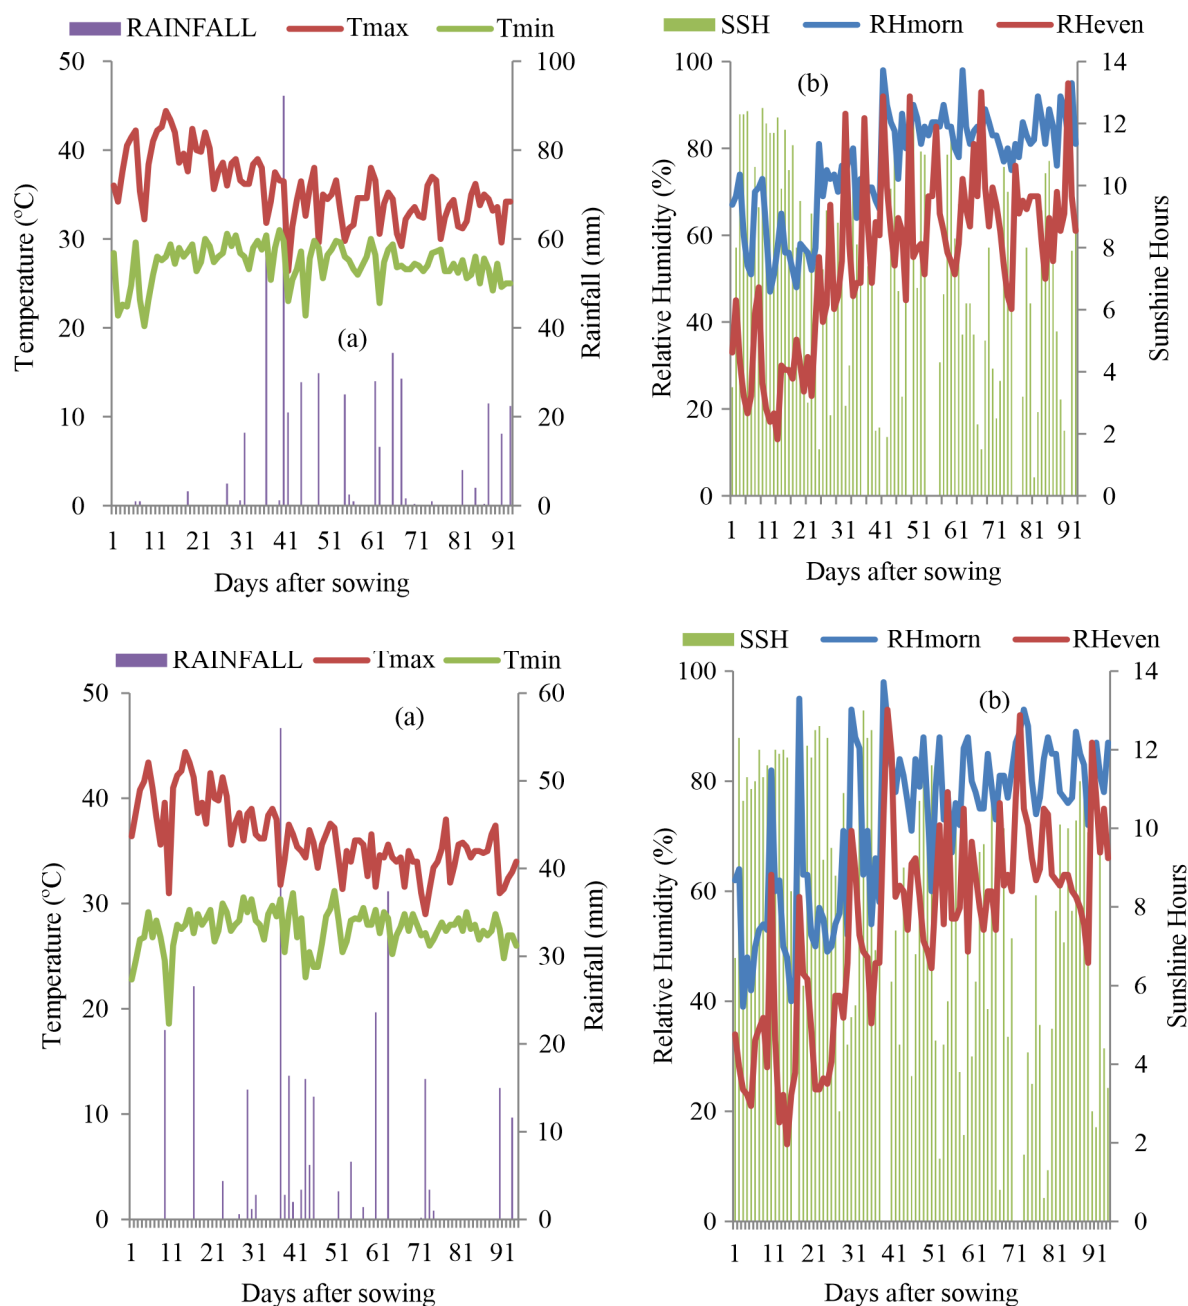 RAINFALL Tmax Tmin
50 100
40 80
30 60
20 40
10 20
0 0
Temperature (ºC)
Rainfall (mm)
(a)
1 11 21 31 41 51 61 71 81 91
Days after sowing
SSH RHmorn RHeven
100 14
12
80
10
60 8
6
40
4
20
2
0 0
Relative Humidity (%)
Sunshine Hours
(b)
1 11 21 31 41 51 61 71 81 91
Days after sowing
RAINFALL Tmax Tmin
50 60
50
40
40
30
30
20
20
10
10
0 0
Temperature (ºC)
Rainfall (mm)
(a)
1 11 21 31 41 51 61 71 81 91
Days after sowing
SSH RHmorn RHeven
100 14
12
80
10
60 8
6
40
4
20
2
0 0
Relative Humidity (%)
Sunshine Hours
(b)
1 11 21 31 41 51 61 71 81 91
Days after sowing